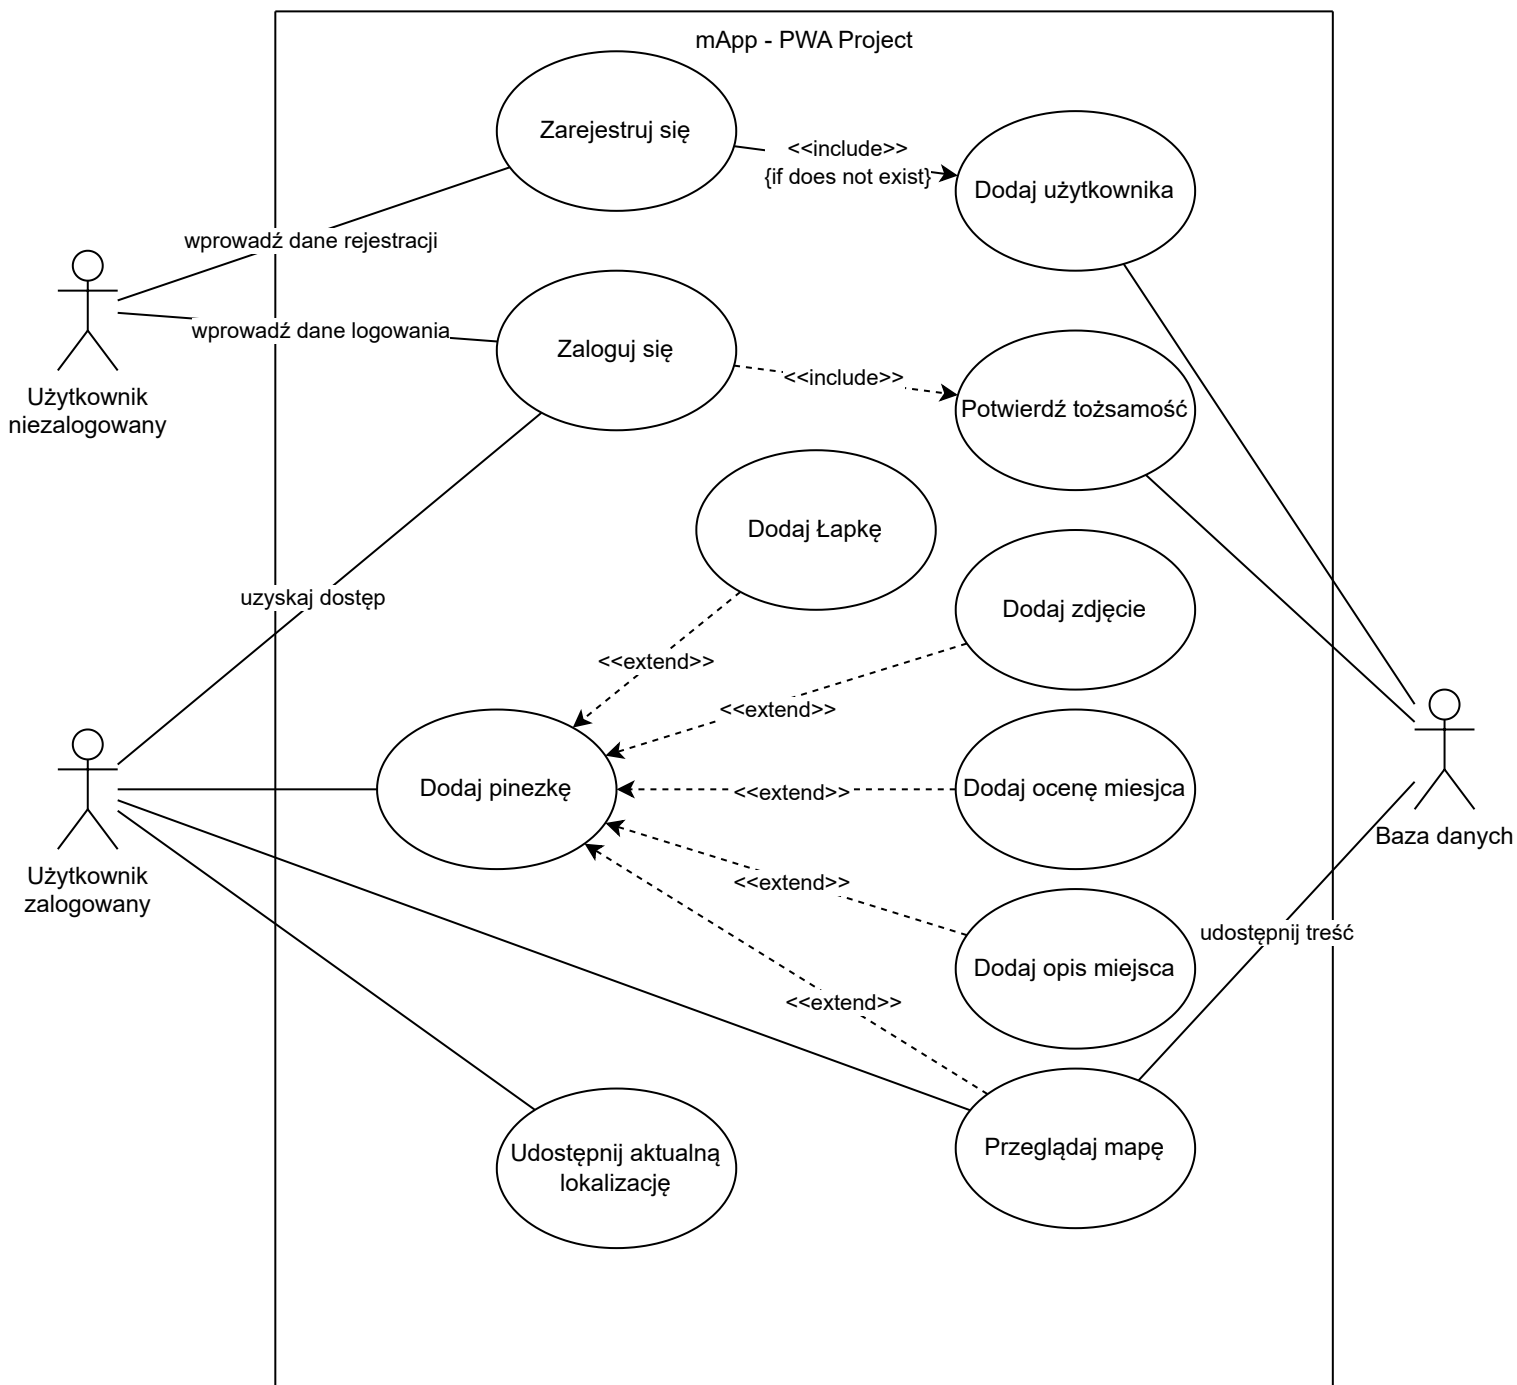 mApp - PWA Project
Zarejestruj się
<<include>>
{if does not exist}
Dodaj użytkownika
wprowadź dane rejestracji
wprowadź dane logowania
Zaloguj się
<<include>>
Potwierdź tożsamość
Użytkownik
niezalogowany
Dodaj Łapkę
uzyskaj dostęp
Dodaj zdjęcie
<<extend>>
<<extend>>
Dodaj pinezkę
<<extend>>
Dodaj ocenę miesjca
Baza danych
Użytkownik
zalogowany
<<extend>>
udostępnij treść
Dodaj opis miejsca
<<extend>>
Udostępnij aktualną
lokalizację
Przeglądaj mapę